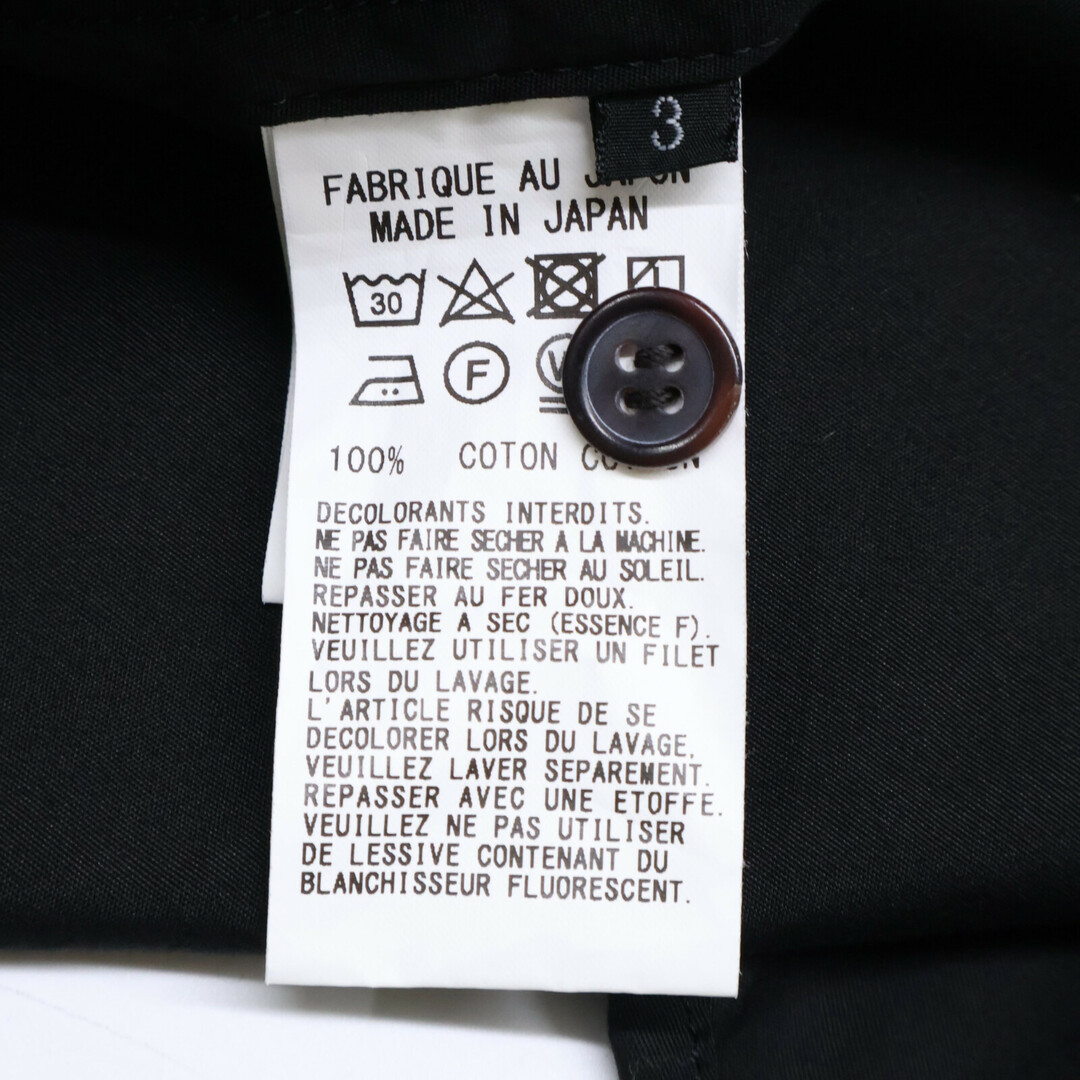 3
FABRIQUE AU JAPON
MADE IN JAPAN
30
F W
100% COTON COTTON
DECOLORANTS INTERDITS.
NE PAS FAIRE SECHER A LA MACHINE.
NE PAS FAIRE SECHER AU SOLEIL.
REPASSER AU FER DOUX.
NETTOYAGE A SEC (ESSENCE F).
VEUILLEZ UTILISER UN FILET
LORS DU LAVAGE.
L'ARTICLE RISQUE DE SE
DECOLORER LORS DU LAVAGE,
VEUILLEZ LAVER SEPAREMENT.
REPASSER AVEC UNE ETOFFE.
VEUILLEZ NE PAS UTILISER
DE LESSIVE CONTENANT DU
BLANCHISSEUR FLUORESCENT.